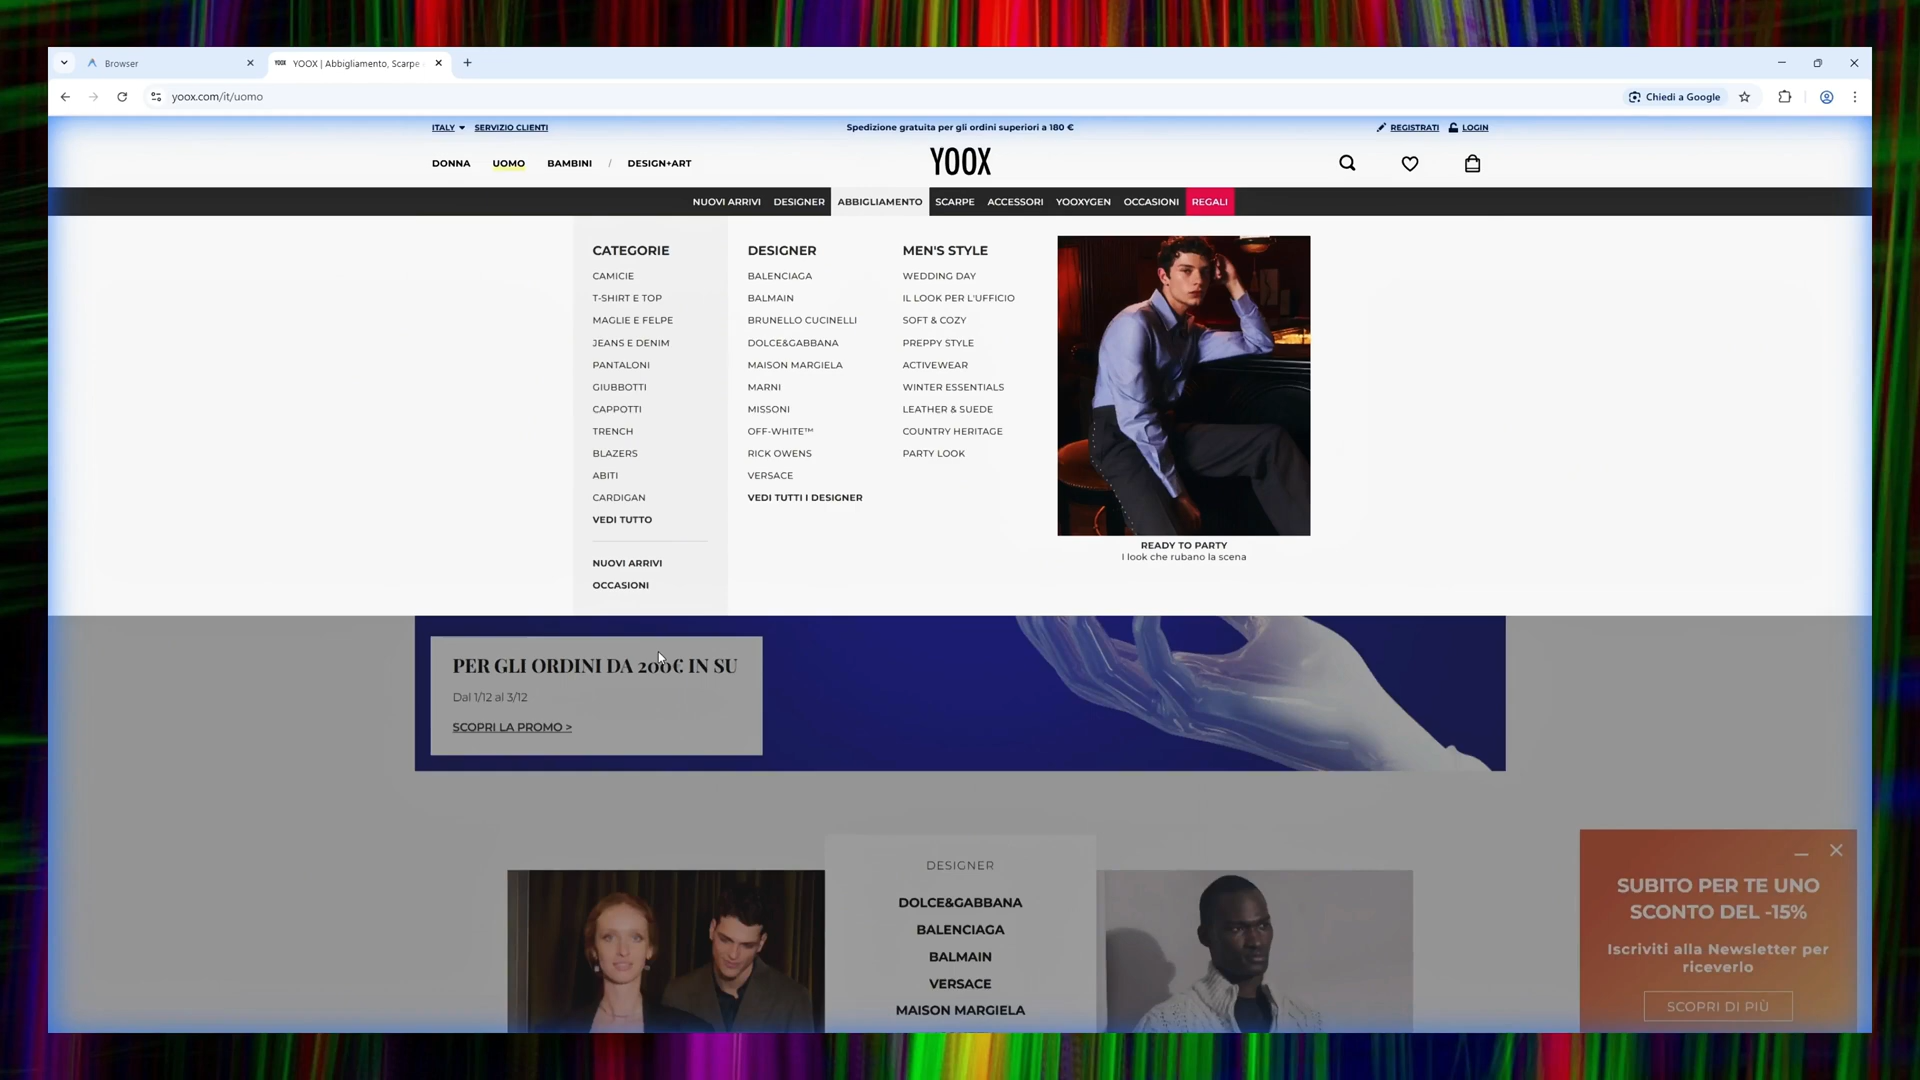 Browser
YOOX | Abbigliamento, Scarpe
yoox.com/it/uomo
Chiedi a Google
ITALY
SERVIZIO CLIENTI
Spedizione gratuita per gli ordini superiori a 180 €
REGISTRATI
LOGIN
DONNA
UOMO
BAMBINI
/
DESIGN+ART
YOOX
NUOVI ARRIVI
DESIGNER
ABBIGLIAMENTO
SCARPE
ACCESSORI
YOOXYGEN
OCCASIONI
REGALI
CATEGORIE
CAMICIE
T-SHIRT E TOP
MAGLIE E FELPE
JEANS E DENIM
PANTALONI
GIUBBOTTI
CAPPOTTI
TRENCH
BLAZERS
ABITI
CARDIGAN
VEDI TUTTO
NUOVI ARRIVI
OCCASIONI
DESIGNER
BALENCIAGA
BALMAIN
BRUNELLO CUCINELLI
DOLCE&GABBANA
MAISON MARGIELA
MARNI
MISSONI
OFF-WHITE™
RICK OWENS
VERSACE
VEDI TUTTI I DESIGNER
MEN'S STYLE
WEDDING DAY
IL LOOK PER L'UFFICIO
SOFT & COZY
PREPPY STYLE
ACTIVEWEAR
WINTER ESSENTIALS
LEATHER & SUEDE
COUNTRY HERITAGE
PARTY LOOK
READY TO PARTY
I look che rubano la scena
PER GLI ORDINI DA 200€ IN SU
Dal 1/12 al 3/12
SCOPRI LA PROMO >
DESIGNER
DOLCE&GABBANA
BALENCIAGA
BALMAIN
VERSACE
MAISON MARGIELA
SUBITO PER TE UNO
SCONTO DEL -15%
Iscriviti alla Newsletter per
riceverlo
SCOPRI DI PIÙ